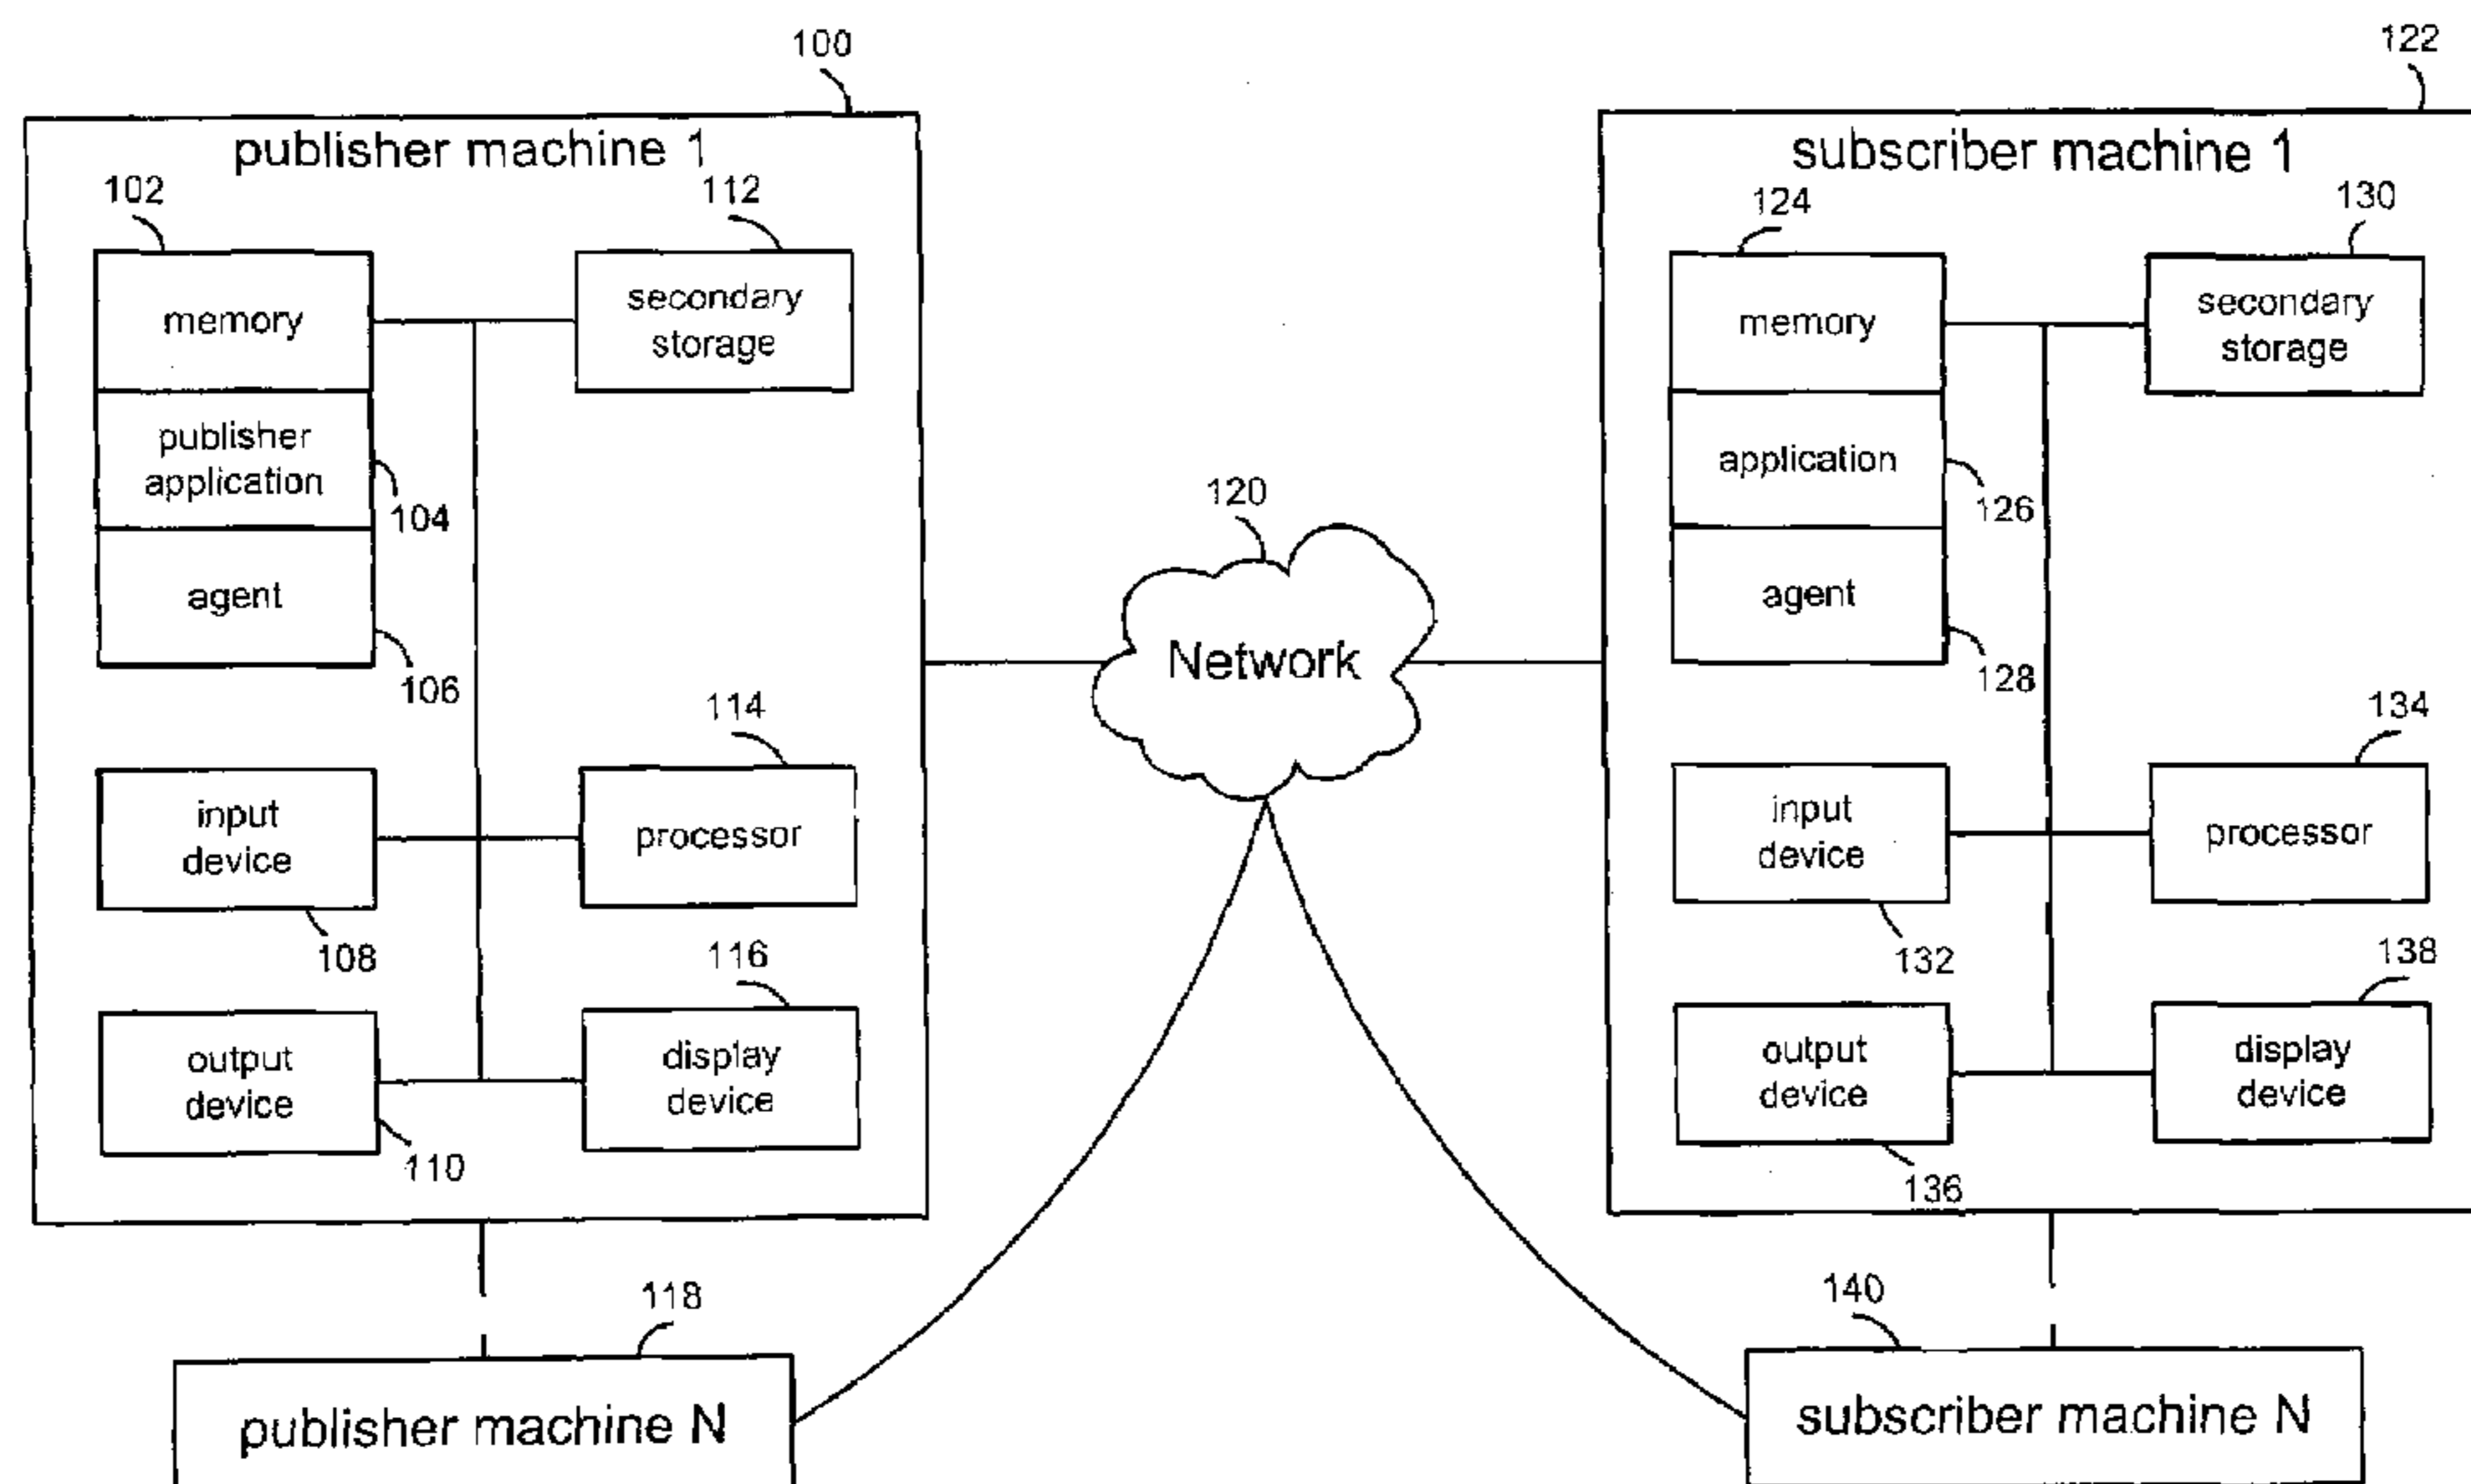 100
publisher machine 1
102
112
memory
secondary
storage
publisher
application
104
agent
106
114
input
device
processor
108
116
output
device
display
device
110
118
publisher machine N
120
Network
122
subscriber machine 1
124
130
memory
secondary
storage
application
126
agent
128
134
input
device
processor
132
138
output
device
display
device
136
140
subscriber machine N